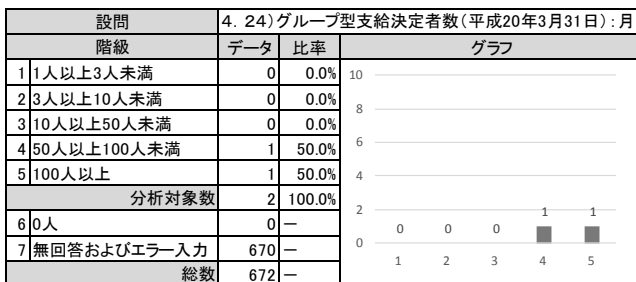 設問 4．24）グループ型支給決定者数（平成20年3月31日）：月
階級 データ 比率 グラフ
1 1人以上3人未満 0 0.0%
2 3人以上10人未満 0 0.0%
3 10人以上50人未満 0 0.0%
4 50人以上100人未満 1 50.0%
5 100人以上 1 50.0%
分析対象数 2 100.0%
6 0人 0 －
7 無回答およびエラー入力 670 －
総数 672 －
10
8
6
4
2
0
0 0 0 1 1
1 2 3 4 5